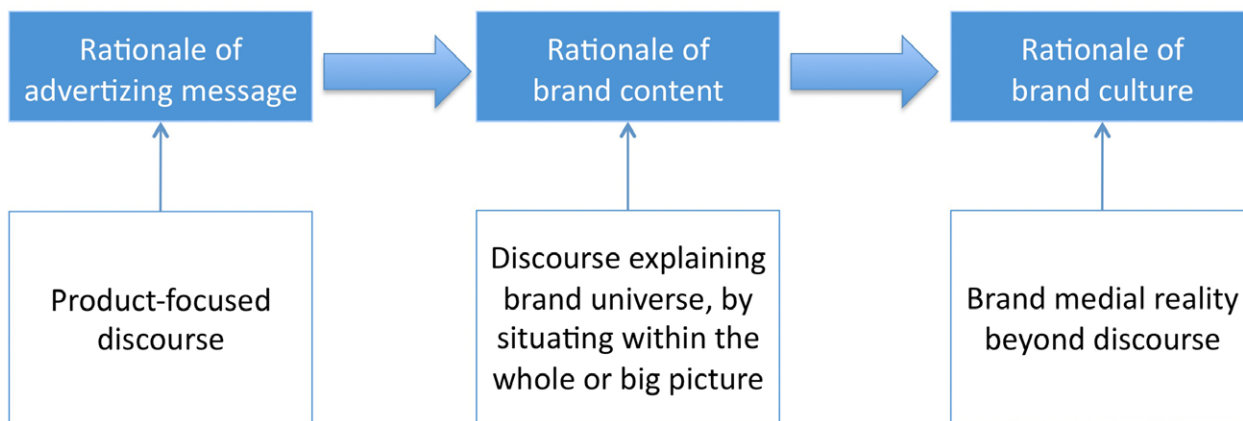 Rationale of
advertizing message
Rationale of
brand content
Rationale of
brand culture
Product-focused
discourse
Discourse explaining
brand universe, by
situating within the
whole or big picture
Brand medial reality
beyond discourse